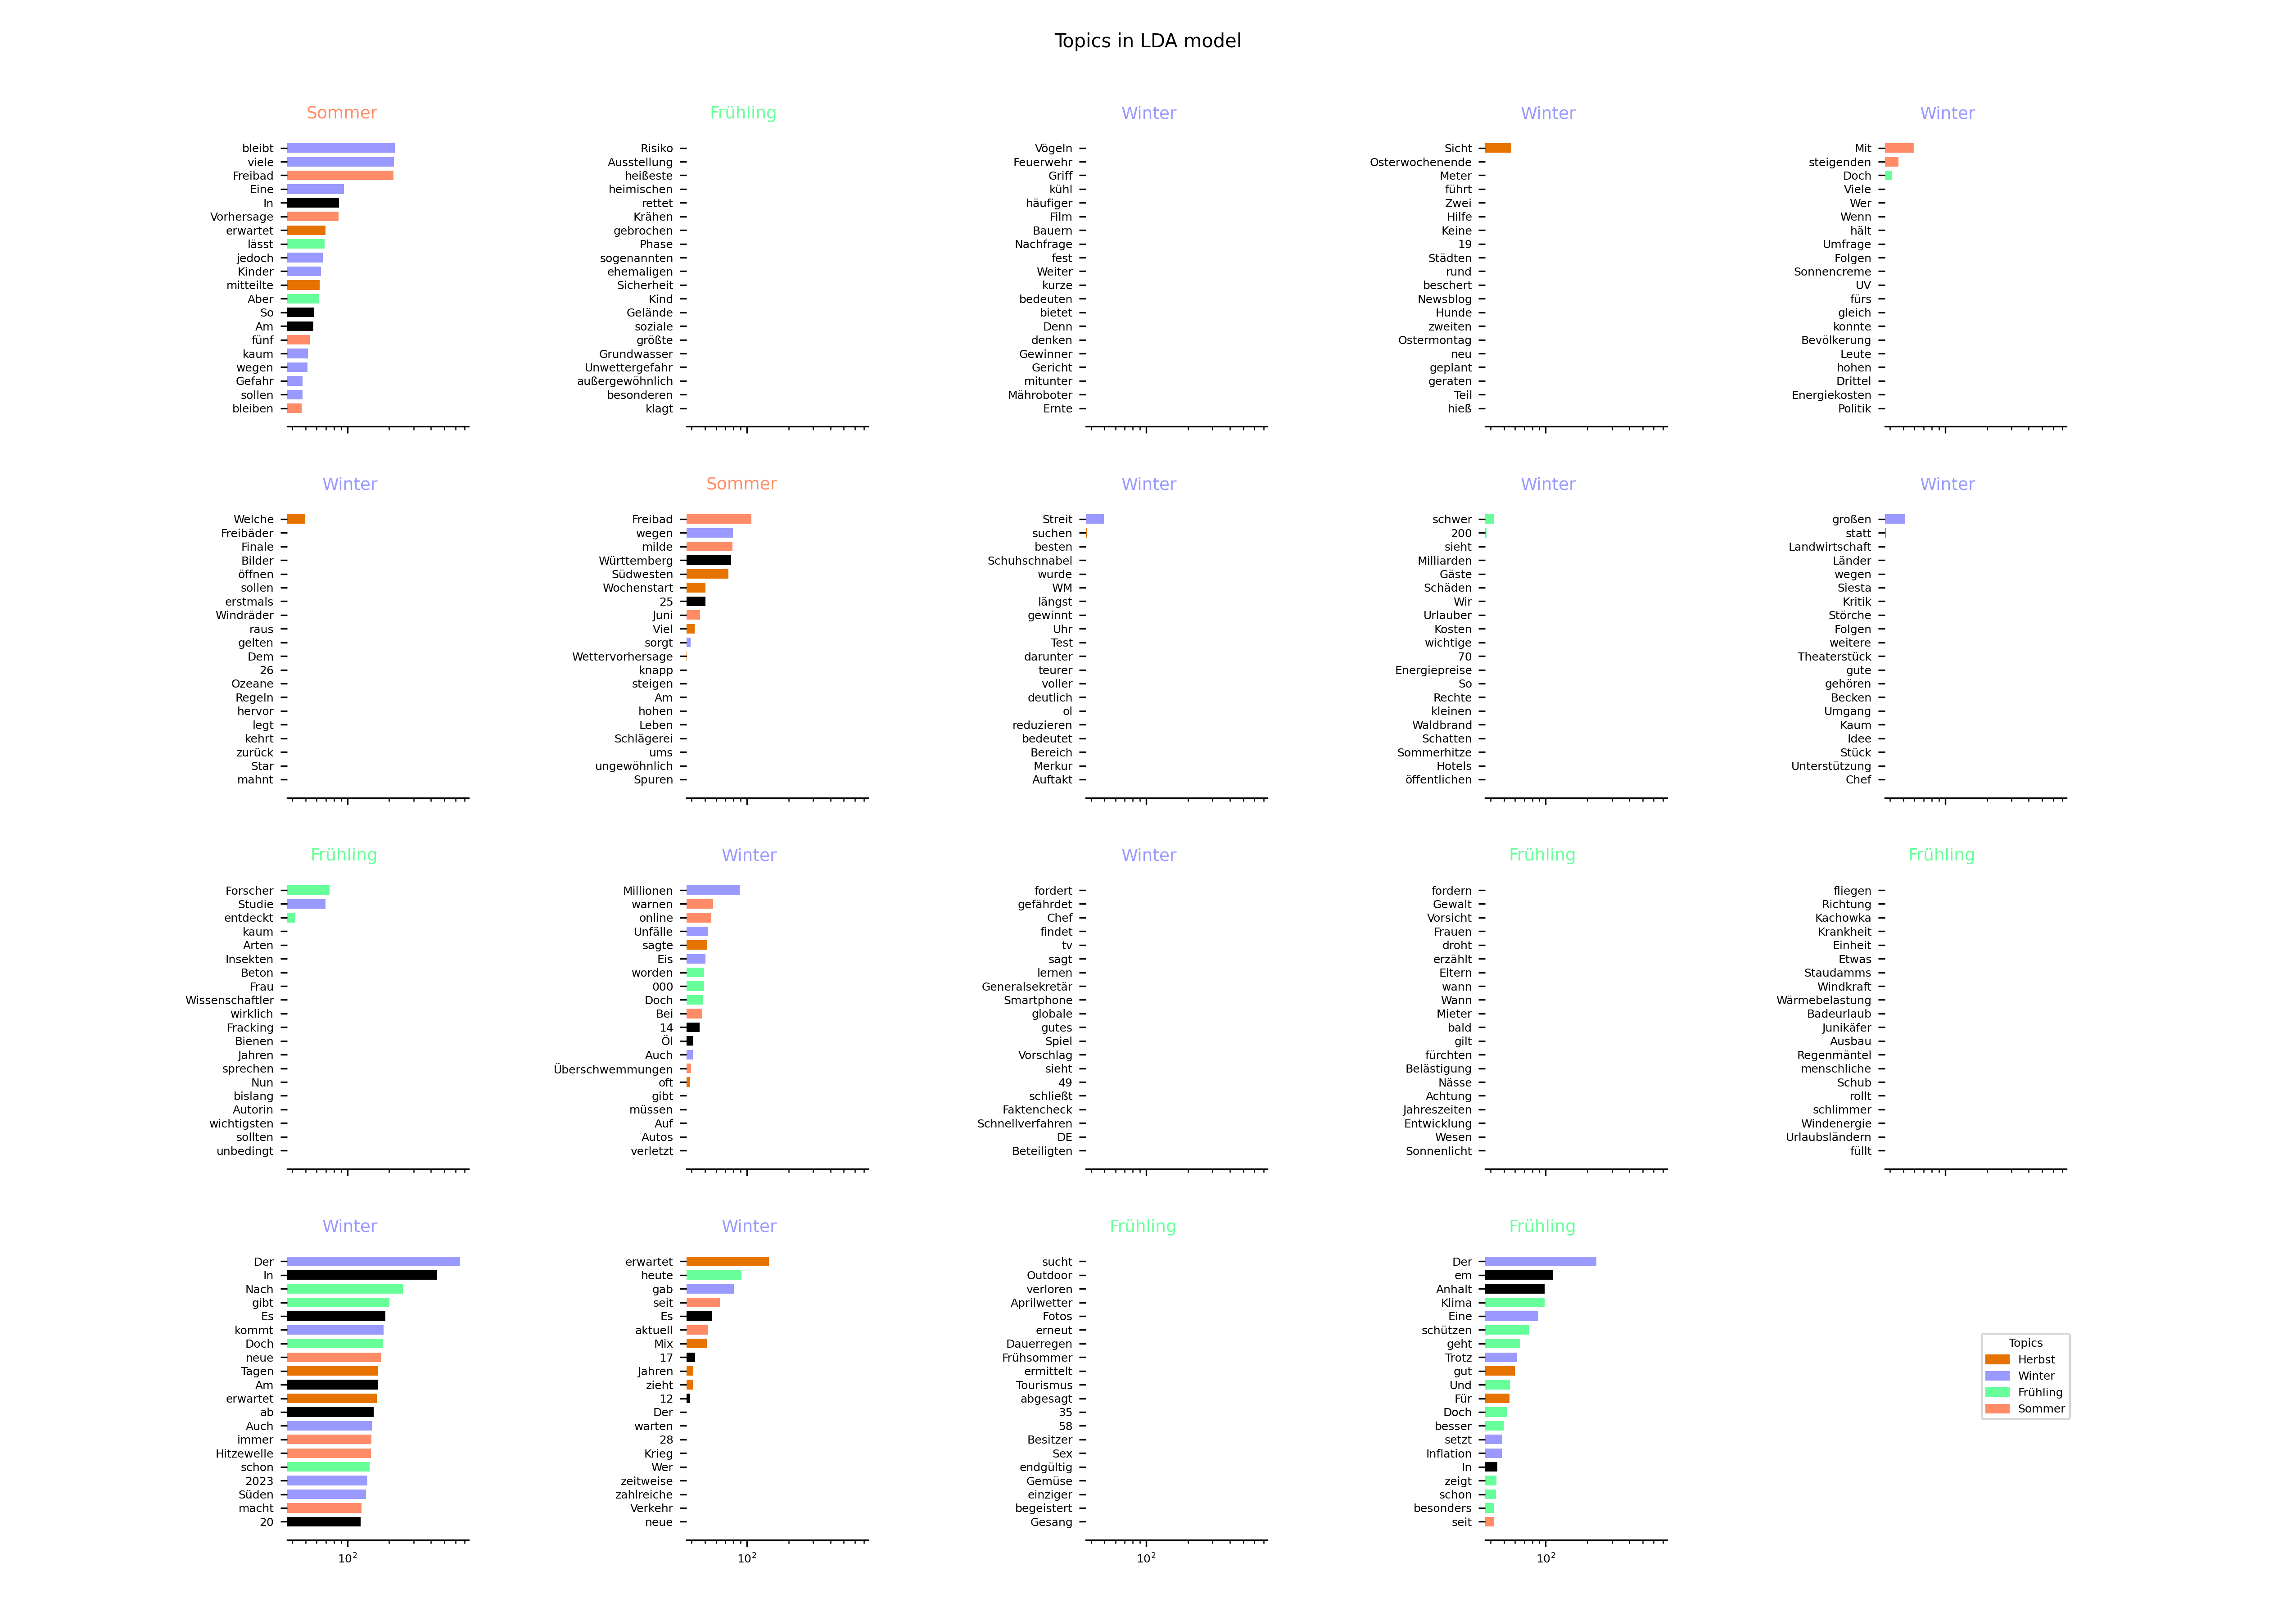 Topics in LDA model
Sommer
bleibt
viele
Freibad
Eine
In
Vorhersage
erwartet
lässt
jedoch
Kinder
mitteilte
Aber
So
Am
fünf
kaum
wegen
Gefahr
sollen
bleiben
Frühling
Risiko
Ausstellung
heißeste
heimischen
rettet
Krähen
gebrochen
Phase
sogenannten
ehemaligen
Sicherheit
Kind
Gelände
soziale
größte
Grundwasser
Unwettergefahr
außergewöhnlich
besonderen
klagt
Winter
Vögeln
Feuerwehr
Griff
kühl
häufiger
Film
Bauern
Nachfrage
fest
Weiter
kurze
bedeuten
bietet
Denn
denken
Gewinner
Gericht
mitunter
Mähroboter
Ernte
Winter
Sicht
Osterwochenende
Meter
führt
Zwei
Hilfe
Keine
19
Städten
rund
beschert
Newsblog
Hunde
zweiten
Ostermontag
neu
geplant
geraten
Teil
hieß
Winter
Mit
steigenden
Doch
Viele
Wer
Wenn
hält
Umfrage
Folgen
Sonnencreme
UV
fürs
gleich
konnte
Bevölkerung
Leute
hohen
Drittel
Energiekosten
Politik
Winter
Welche
Freibäder
Finale
Bilder
öffnen
sollen
erstmals
Windräder
raus
gelten
Dem
26
Ozeane
Regeln
hervor
legt
kehrt
zurück
Star
mahnt
Sommer
Freibad
wegen
milde
Württemberg
Südwesten
Wochenstart
25
Juni
Viel
sorgt
Wettervorhersage
knapp
steigen
Am
hohen
Leben
Schlägerei
ums
ungewöhnlich
Spuren
Winter
Streit
suchen
besten
Schuhschnabel
wurde
WM
längst
gewinnt
Uhr
Test
darunter
teurer
voller
deutlich
ol
reduzieren
bedeutet
Bereich
Merkur
Auftakt
Winter
schwer
200
sieht
Milliarden
Gäste
Schäden
Wir
Urlauber
Kosten
wichtige
70
Energiepreise
So
Rechte
kleinen
Waldbrand
Schatten
Sommerhitze
Hotels
öffentlichen
Winter
großen
statt
Landwirtschaft
Länder
wegen
Siesta
Kritik
Störche
Folgen
weitere
Theaterstück
gute
gehören
Becken
Umgang
Kaum
Idee
Stück
Unterstützung
Chef
Frühling
Forscher
Studie
entdeckt
kaum
Arten
Insekten
Beton
Frau
Wissenschaftler
wirklich
Fracking
Bienen
Jahren
sprechen
Nun
bislang
Autorin
wichtigsten
sollten
unbedingt
Winter
Millionen
warnen
online
Unfälle
sagte
Eis
worden
000
Doch
Bei
14
Öl
Auch
Überschwemmungen
oft
gibt
müssen
Auf
Autos
verletzt
Winter
fordert
gefährdet
Chef
findet
tv
sagt
lernen
Generalsekretär
Smartphone
globale
gutes
Spiel
Vorschlag
sieht
49
schließt
Faktencheck
Schnellverfahren
DE
Beteiligten
Frühling
fordern
Gewalt
Vorsicht
Frauen
droht
erzählt
Eltern
wann
Wann
Mieter
bald
gilt
fürchten
Belästigung
Nässe
Achtung
Jahreszeiten
Entwicklung
Wesen
Sonnenlicht
Frühling
fliegen
Richtung
Kachowka
Krankheit
Einheit
Etwas
Staudamms
Windkraft
Wärmebelastung
Badeurlaub
Junikäfer
Ausbau
Regenmäntel
menschliche
Schub
rollt
schlimmer
Windenergie
Urlaubsländern
füllt
Winter
Der
In
Nach
gibt
Es
kommt
Doch
neue
Tagen
Am
erwartet
ab
Auch
immer
Hitzewelle
schon
2023
Süden
macht
20
10²
Winter
erwartet
heute
gab
seit
Es
aktuell
Mix
17
Jahren
zieht
12
Der
warten
28
Krieg
Wer
zeitweise
zahlreiche
Verkehr
neue
10²
Frühling
sucht
Outdoor
verloren
Aprilwetter
Fotos
erneut
Dauerregen
Frühsommer
ermittelt
Tourismus
abgesagt
35
58
Besitzer
Sex
endgültig
Gemüse
einziger
begeistert
Gesang
10²
Frühling
Der
em
Anhalt
Klima
Eine
schützen
geht
Trotz
gut
Und
Für
Doch
besser
setzt
Inflation
In
zeigt
schon
besonders
seit
10²
Topics
Herbst
Winter
Frühling
Sommer